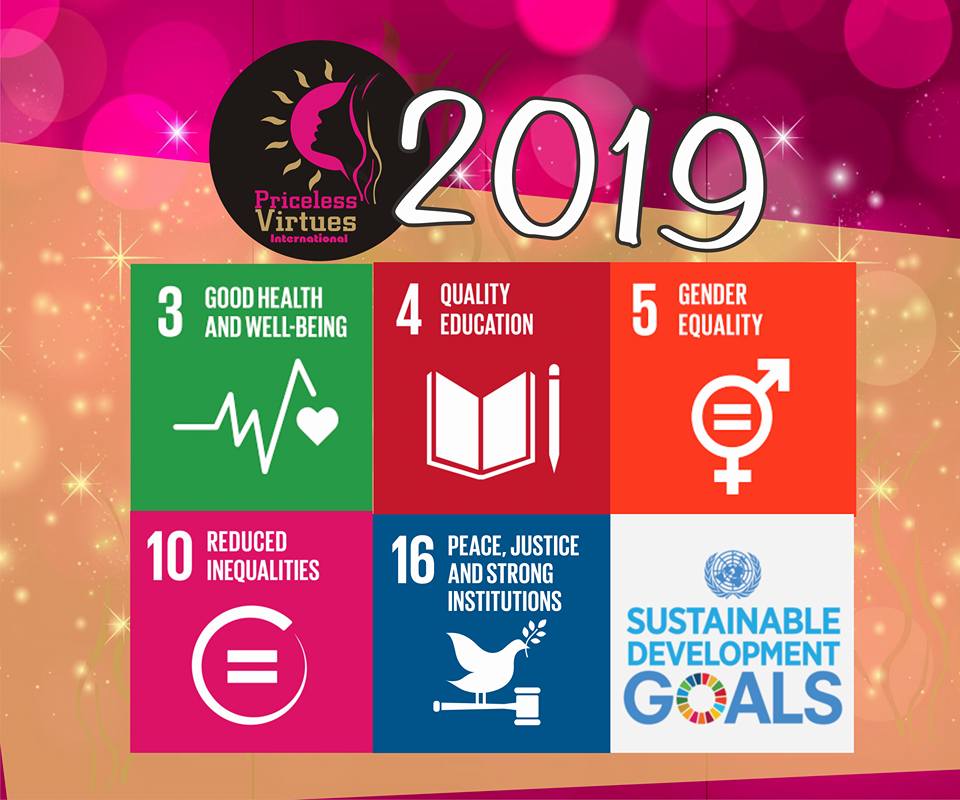 Priceless
Virtues
International
2019
3 GOOD HEALTH
AND WELL-BEING
4 QUALITY
EDUCATION
5 GENDER
EQUALITY
10 REDUCED
INEQUALITIES
16 PEACE, JUSTICE
AND STRONG
INSTITUTIONS
SUSTAINABLE
DEVELOPMENT
GOALS